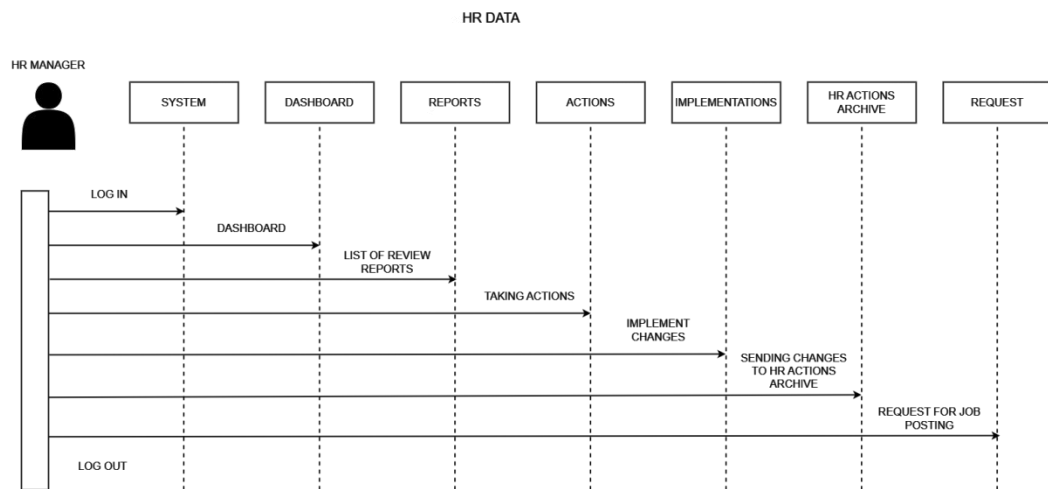 HR DATA
HR MANAGER
SYSTEM
DASHBOARD
REPORTS
ACTIONS
IMPLEMENTATIONS
HR ACTIONS
ARCHIVE
REQUEST
LOG IN
DASHBOARD
LIST OF REVIEW
REPORTS
TAKING ACTIONS
IMPLEMENT
CHANGES
SENDING CHANGES
TO HR ACTIONS
ARCHIVE
REQUEST FOR JOB
POSTING
LOG OUT